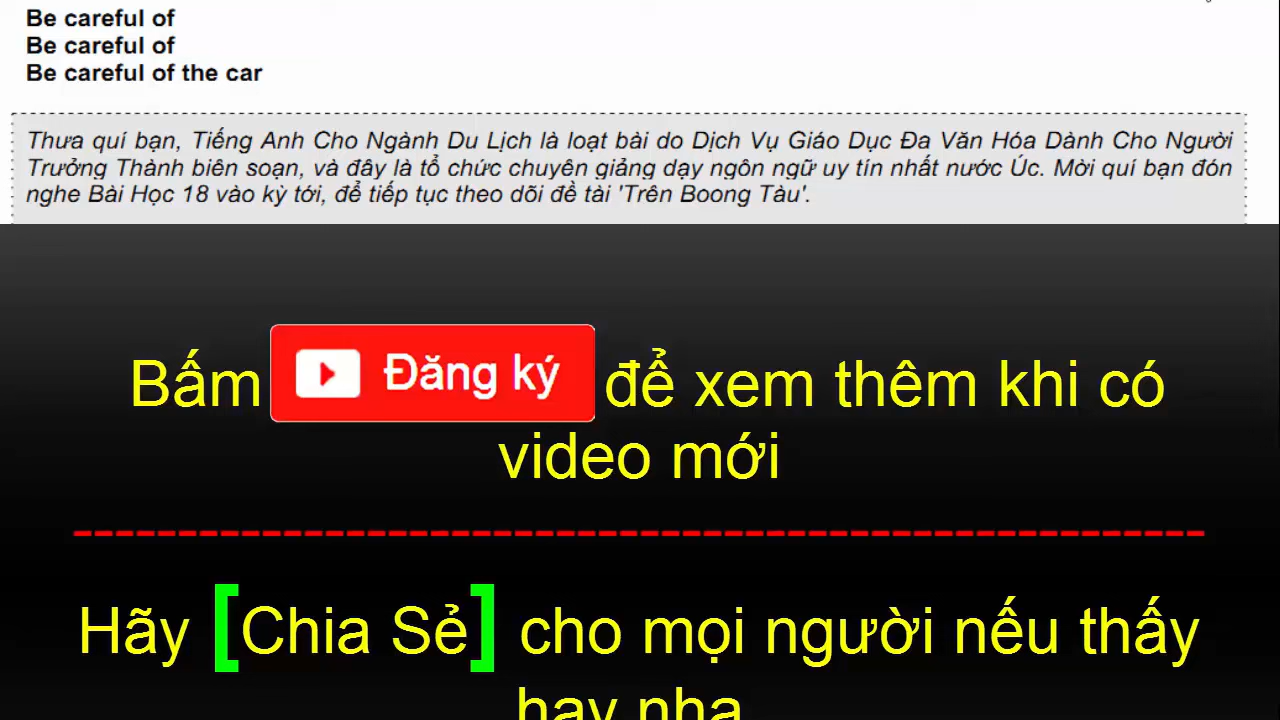 Be careful of
Be careful of
Be careful of the car
Thưa quí bạn, Tiếng Anh Cho Ngành Du Lịch là loạt bài do Dịch Vụ Giáo Dục Đa Văn Hóa Dành Cho Người
Trưởng Thành biên soạn, và đây là tổ chức chuyên giảng dạy ngôn ngữ uy tín nhất nước Úc. Mời quí bạn đón
nghe Bài Học 18 vào kỳ tới, để tiếp tục theo dõi đề tài 'Trên Boong Tàu'.
Bấm Đăng ký để xem thêm khi có
video mới
Hãy [Chia Sẻ] cho mọi người nếu thấy
hay nha